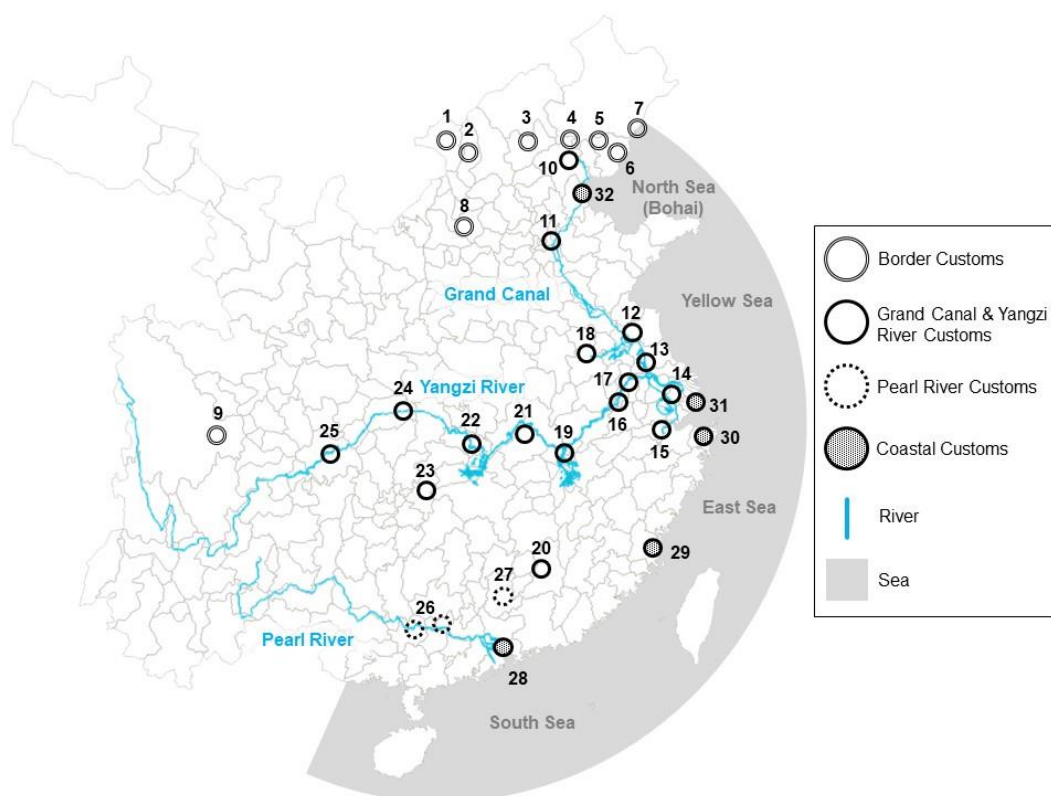 1
2
3
4
5
7
6
10
32
North Sea
(Bohai)
8
11
Grand Canal
Yellow Sea
12
18
13
17
14
24
Yangzi River
16
31
22
21
19
9
25
15
30
23
East Sea
20
29
27
26
Pearl River
28
South Sea
Border Customs
Grand Canal & Yangzi
River Customs
Pearl River Customs
Coastal Customs
River
Sea